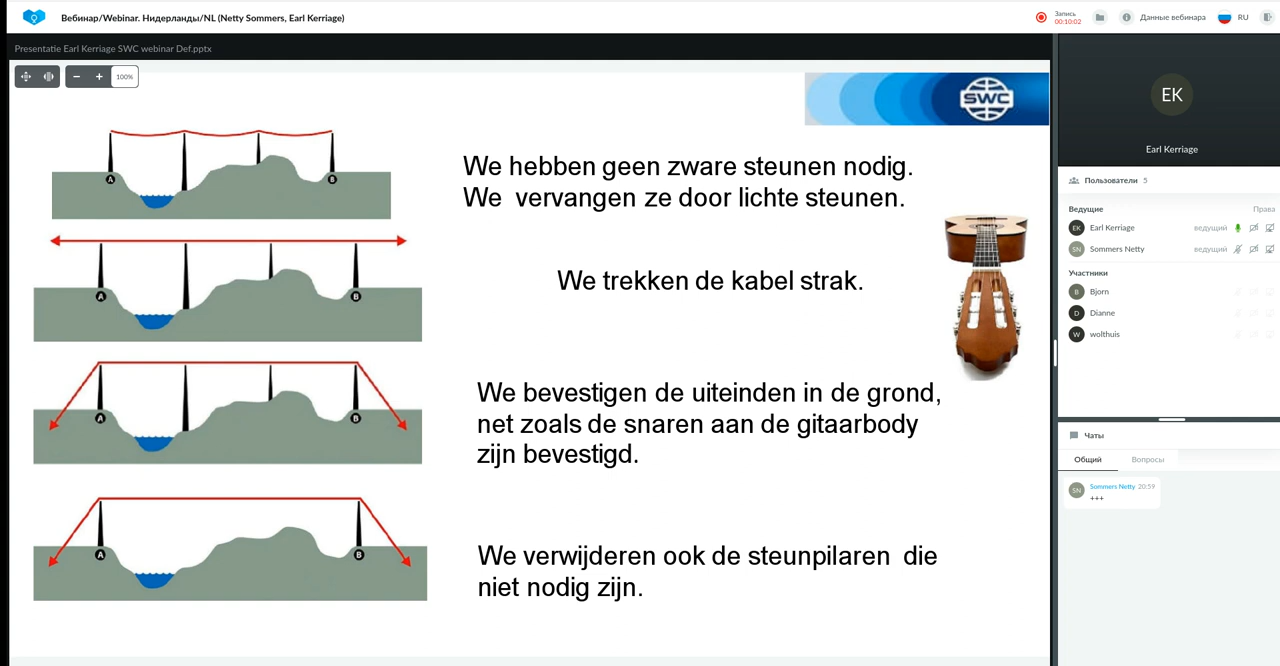 Вебинар/Webinar. Нидерланды/NL (Netty Sommers, Earl Kerriage)
Запись
00:10:02
Данные вебинара
RU
Presentatie Earl Kerriage SWC webinar Def.pptx
100%
SWC
We hebben geen zware steunen nodig.
We vervangen ze door lichte steunen.
A
B
We trekken de kabel strak.
A
B
We bevestigen de uiteinden in de grond,
net zoals de snaren aan de gitaarbody
zijn bevestigd.
A
B
We verwijderen ook de steunpilaren die
niet nodig zijn.
A
B
EK
Earl Kerriage
Пользователи 5
Ведущие Права
EK Earl Kerriage ведущий
SN Sommers Netty ведущий
Участники
B Bjorn
D Dianne
W wolthuis
Чаты
Общий Вопросы
SN Sommers Netty 20:59
+++